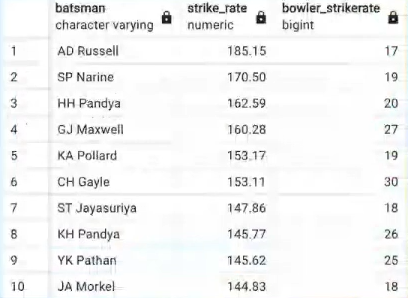 batsman strike_rate bowler_strikerate
character varying numeric bigint
1 AD Russell 185.15 17
2 SP Narine 170.50 19
3 HH Pandya 162.59 20
4 GJ Maxwell 160.28 27
5 KA Pollard 153.17 19
6 CH Gayle 153.11 30
7 ST Jayasuriya 147.86 18
8 KH Pandya 145.77 26
9 YK Pathan 145.62 25
10 JA Morkel 144.83 18